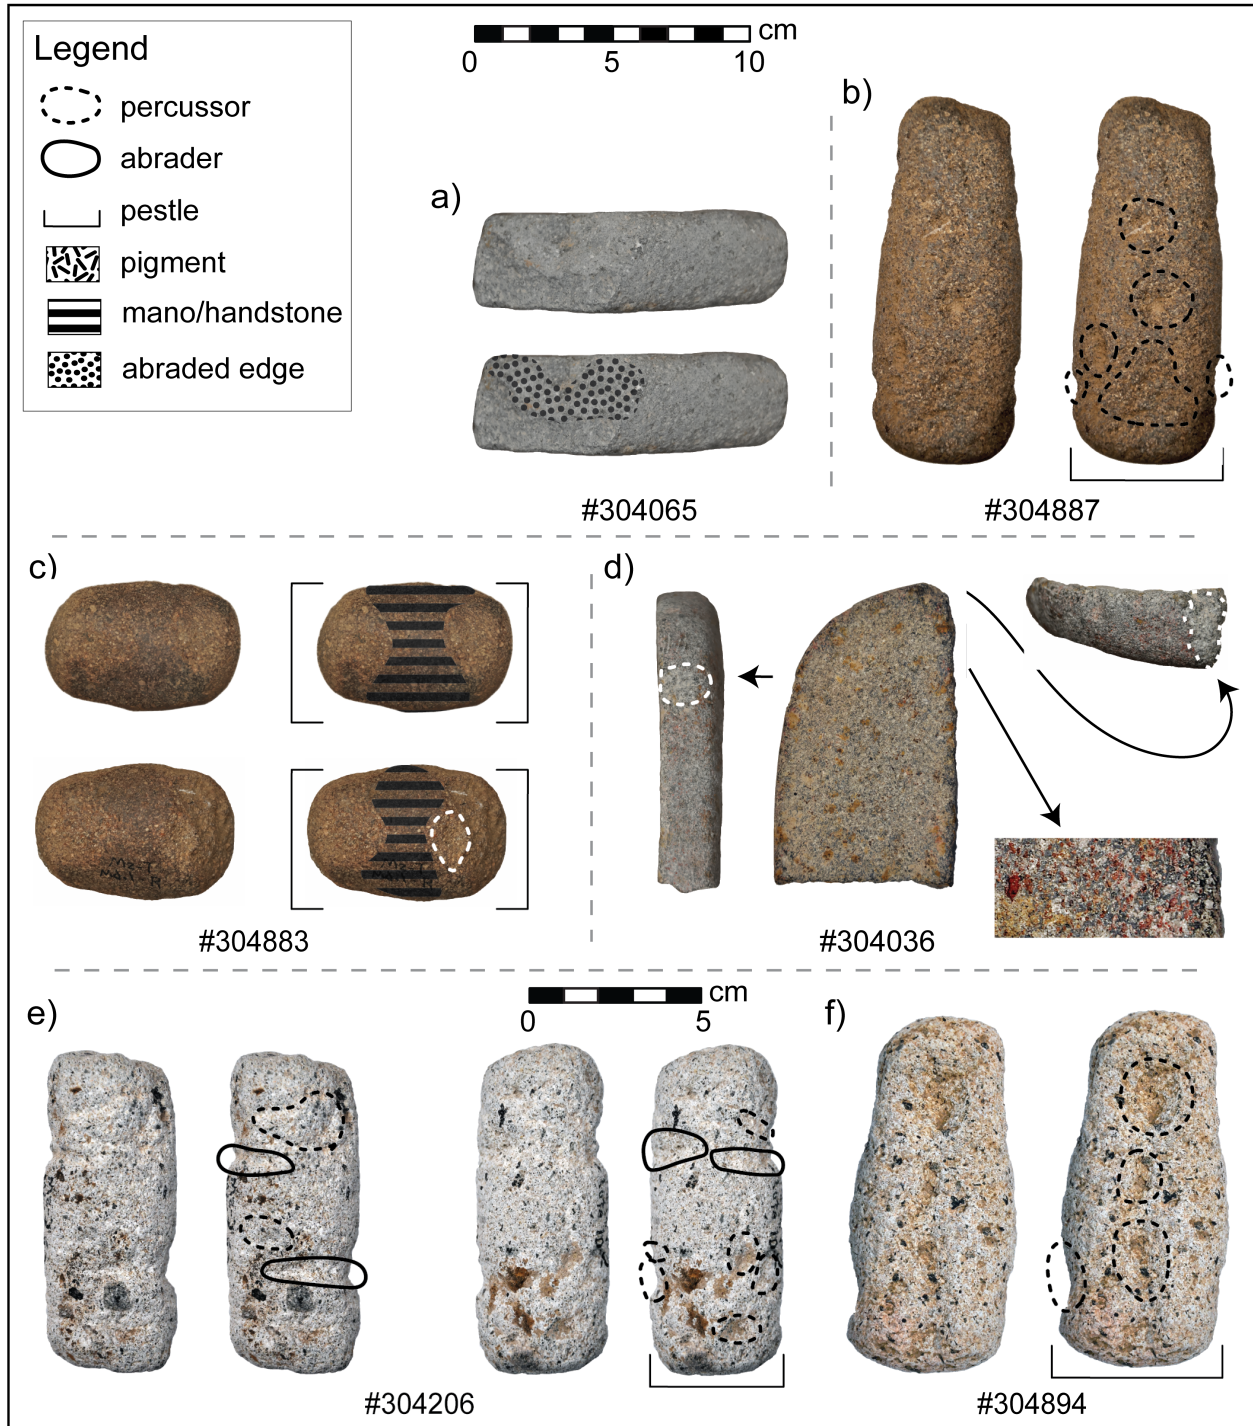 Legend
percussor
abrader
pestle
pigment
mano/handstone
abraded edge
cm
0 5 10
a)
#304065
b)
#304887
c)
#304883
d)
#304036
cm
0 5
e)
#304206
f)
#304894